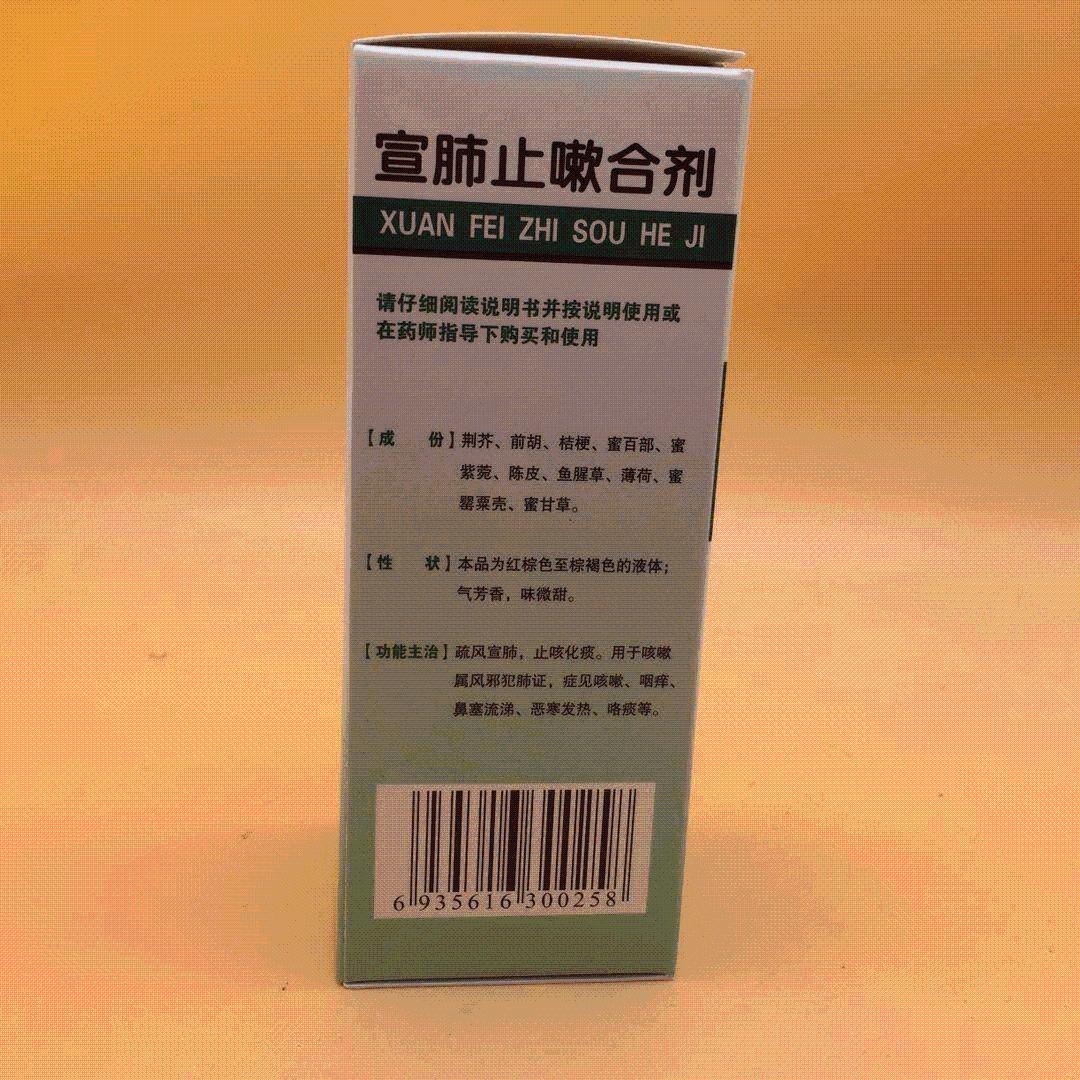 宣肺止嗽合剂
XUAN FEI ZHI SOU HE JI
请仔细阅读说明书并按说明使用或
在药师指导下购买和使用
【成 份】荆芥、前胡、桔梗、蜜百部、蜜
紫菀、陈皮、鱼腥草、薄荷、蜜
罂粟壳、蜜甘草。
【性 状】本品为红棕色至棕褐色的液体；
气芳香，味微甜。
【功能主治】疏风宣肺，止咳化痰。用于咳嗽
属风邪犯肺证，症见咳嗽、咽痒、
鼻塞流涕、恶寒发热、咯痰等。
6 935616 300258